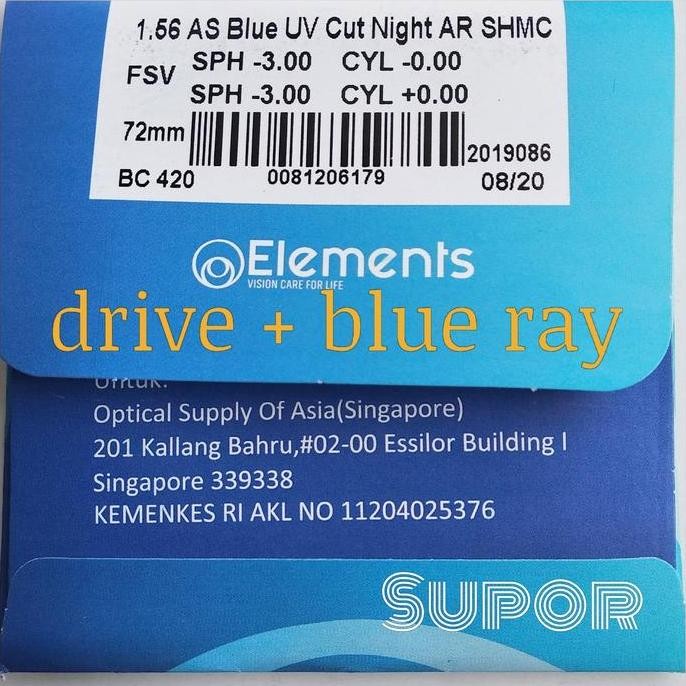 1.56 AS Blue UV Cut Night AR SHMC
FSV SPH -3.00 CYL -0.00
SPH -3.00 CYL +0.00
72mm
2019086
BC 420 0081206179 08/20
Elements
VISION CARE FOR LIFE
drive + blue ray
Untuk:
Optical Supply Of Asia(Singapore)
201 Kallang Bahru,#02-00 Essilor Building I
Singapore 339338
KEMENKES RI AKL NO 11204025376
SUPOR